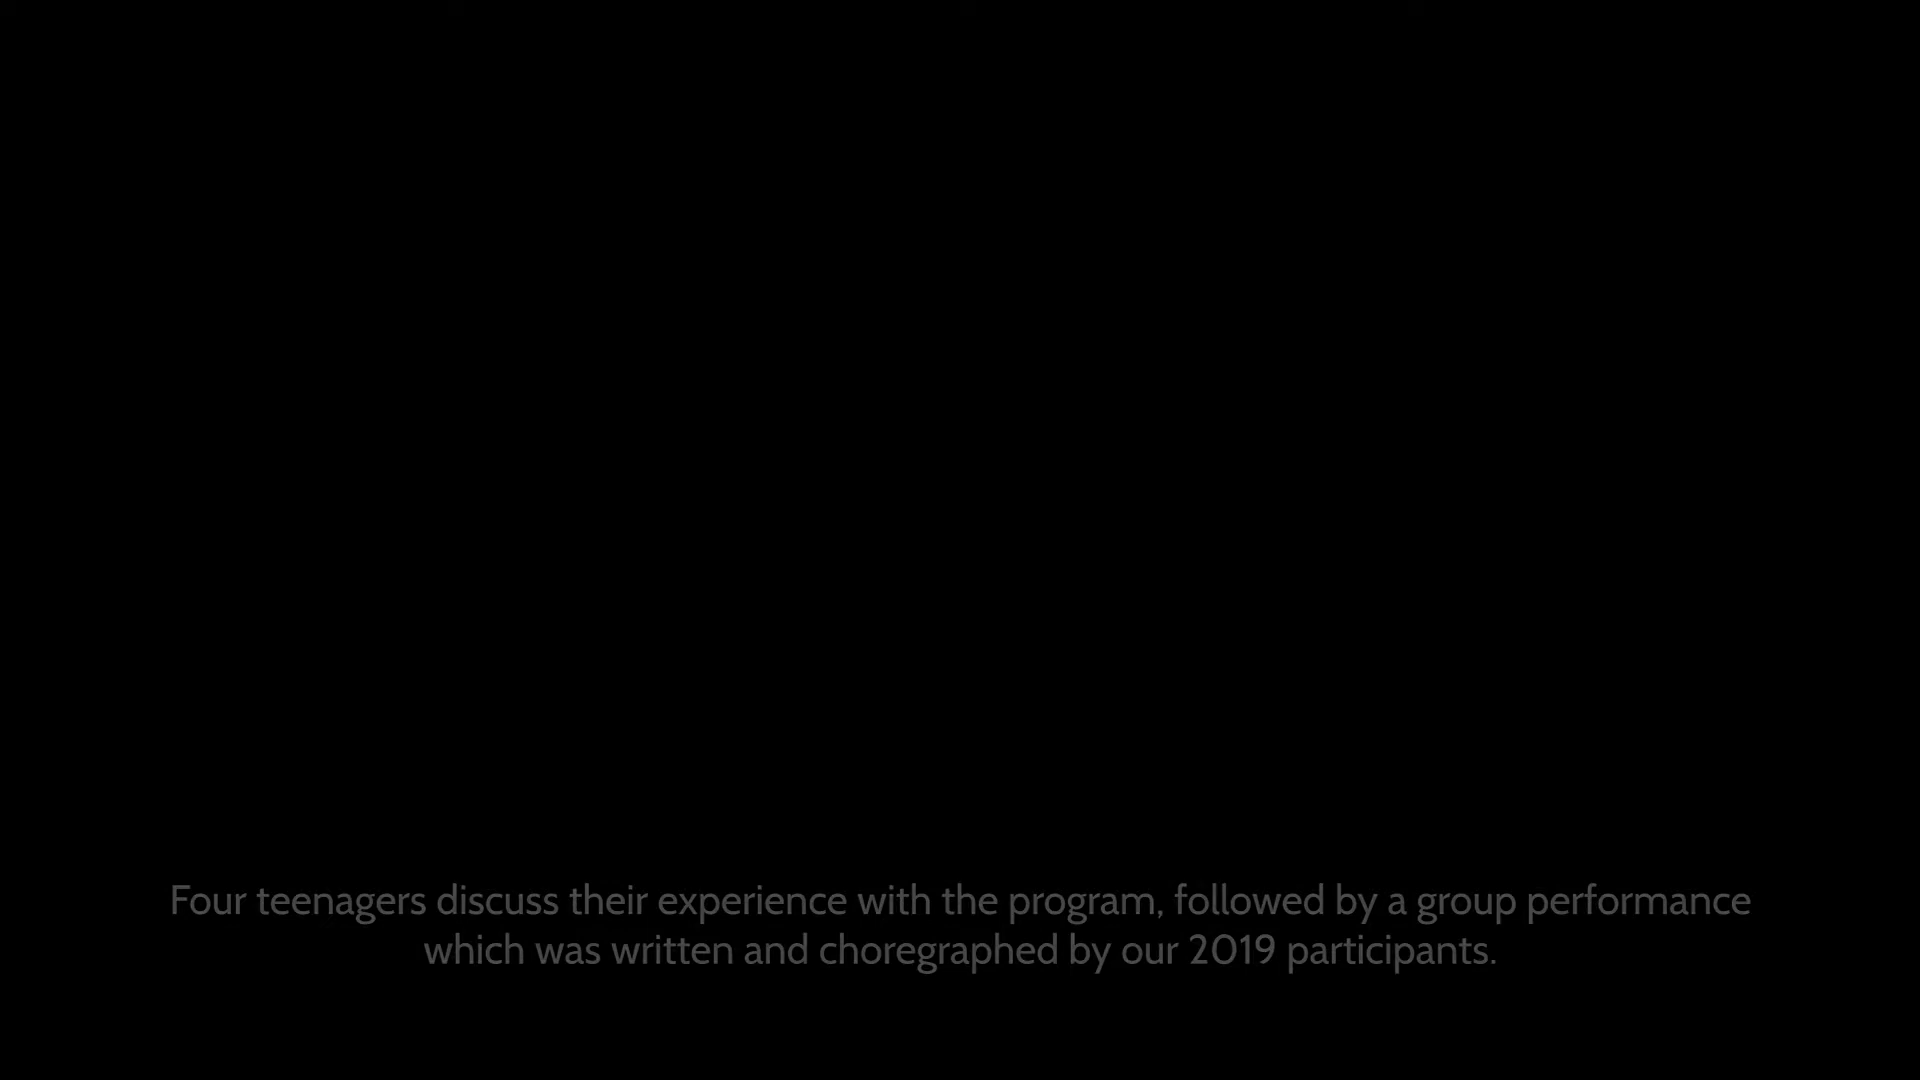 Four teenagers discuss their experience with the program, followed by a group performance
which was written and choregraphed by our 2019 participants.